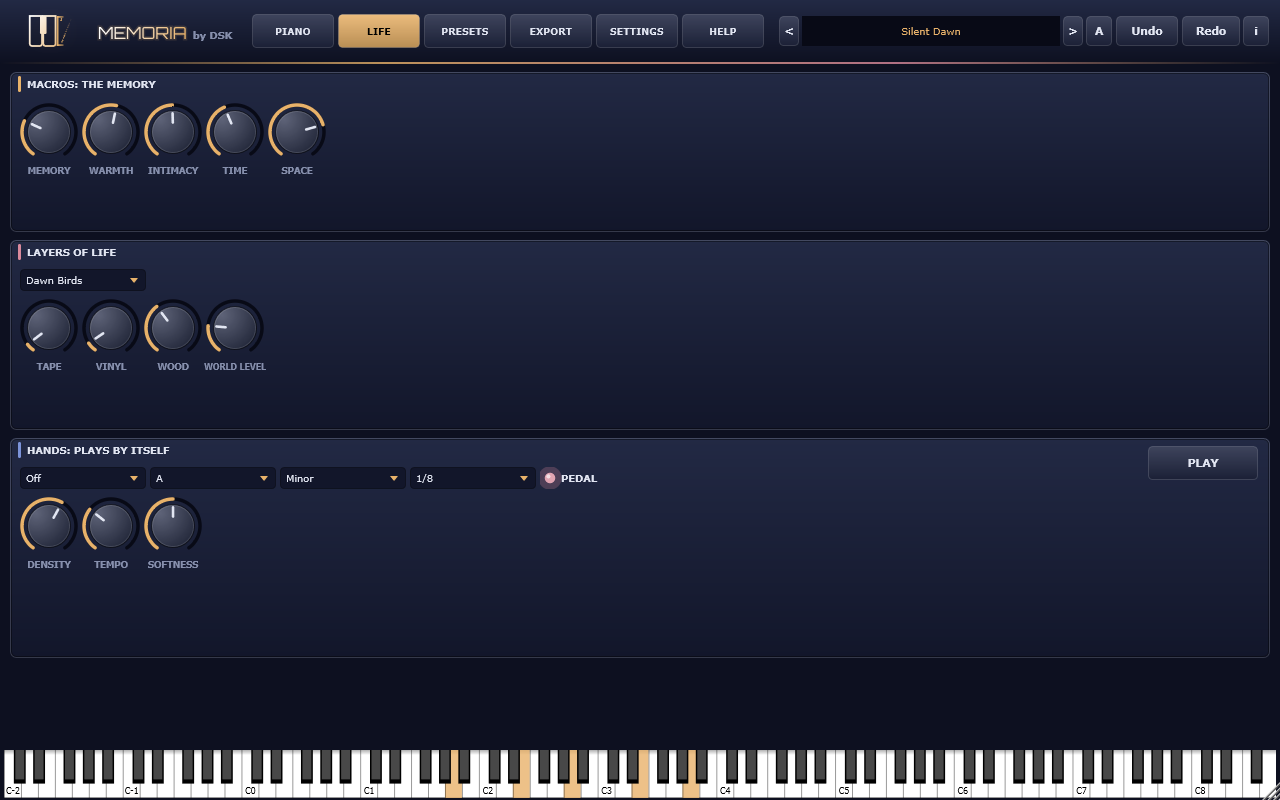 MEMORIA by DSK PIANO LIFE PRESETS EXPORT SETTINGS HELP < Silent Dawn > A Undo Redo i
MACROS: THE MEMORY
MEMORY WARMTH INTIMACY TIME SPACE
LAYERS OF LIFE
Dawn Birds
TAPE VINYL WOOD WORLD LEVEL
HANDS: PLAYS BY ITSELF PLAY
Off A Minor 1/8 PEDAL
DENSITY TEMPO SOFTNESS
C-2 C-1 C0 C1 C2 C3 C4 C5 C6 C7 C8